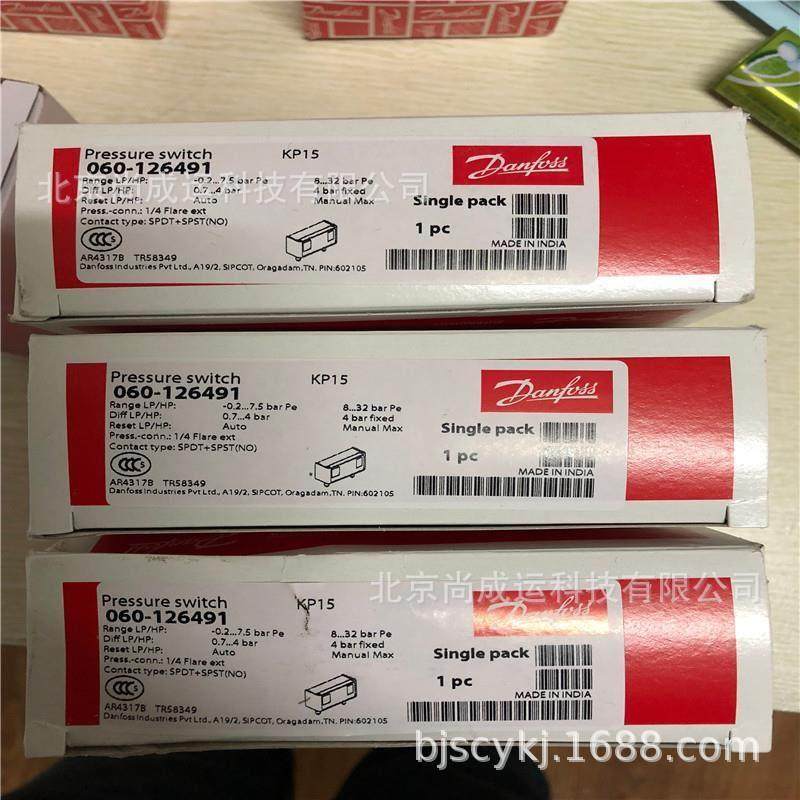 Pressure switch KP15
060-126491
Range LP/HP: -0.2...7.5 bar Pe 8...32 bar Pe
Diff LP/HP: 0.7...4 bar 4 bar fixed
Reset LP/HP: Auto Manual Max
Press.-conn.: 1/4 Flare ext
Contact type: SPDT+SPST(NO)
CCC S
AR4317B TR58349
Danfoss Industries Pvt Ltd., A19/2, SIPCOT, Oragadam,TN. PIN:602105
Danfoss
Single pack
1 pc
MADE IN INDIA
北京尚成运科技有限公司
Pressure switch KP15
060-126491
Range LP/HP: -0.2...7.5 bar Pe 8...32 bar Pe
Diff LP/HP: 0.7...4 bar 4 bar fixed
Reset LP/HP: Auto Manual Max
Press.-conn.: 1/4 Flare ext
Contact type: SPDT+SPST(NO)
CCC S
AR4317B TR58349
Danfoss Industries Pvt Ltd., A19/2, SIPCOT, Oragadam,TN. PIN:602105
Danfoss
Single pack
1 pc
MADE IN INDIA
北京尚成运科技有限公司
Pressure switch KP15
060-126491
Range LP/HP: -0.2...7.5 bar Pe 8...32 bar Pe
Diff LP/HP: 0.7...4 bar 4 bar fixed
Reset LP/HP: Auto Manual Max
Press.-conn.: 1/4 Flare ext
Contact type: SPDT+SPST(NO)
CCC S
AR4317B TR58349
Danfoss Industries Pvt Ltd., A19/2, SIPCOT, Oragadam,TN. PIN:602105
Danfoss
Single pack
1 pc
MADE IN INDIA
bjscykj.1688.com